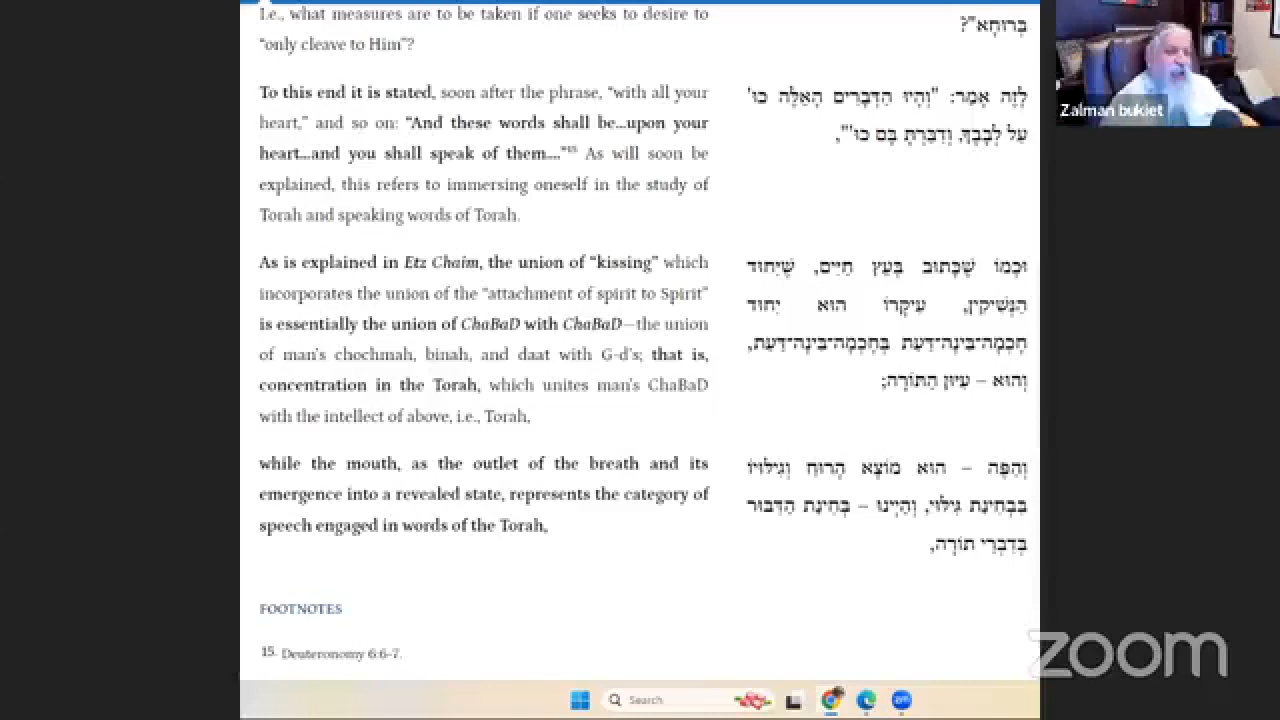 I.e., what measures are to be taken if one seeks to desire to
“only cleave to Him”?
To this end it is stated, soon after the phrase, “with all your
heart,” and so on: “And these words shall be...upon your
heart...and you shall speak of them....”15 As will soon be
explained, this refers to immersing oneself in the study of
Torah and speaking words of Torah.
As is explained in Etz Chaim, the union of “kissing” which
incorporates the union of the “attachment of spirit to Spirit”
is essentially the union of ChaBaD with ChaBaD—the union
of man's chochmah, binah, and daat with G-d's; that is,
concentration in the Torah, which unites man's ChaBaD
with the intellect of above, i.e., Torah,
while the mouth, as the outlet of the breath and its
emergence into a revealed state, represents the category of
speech engaged in words of the Torah,
FOOTNOTES
15. Deuteronomy 6:6-7.
בְּרוּחָא"?
לָזֶה אָמַר: "וְהָיוּ הַדְּבָרִים הָאֵלֶּה כוּ'
עַל לְבָבֶךָ, וְדִבַּרְתָּ בָּם כוּ'",
וּכְמוֹ שֶׁכָּתוּב בְּעֵץ חַיִּים, שֶׁיִּחוּד
הַנְּשִׁיקִין, עִיקָּרוֹ הוּא יִחוּד
חָכְמָה־בִּינָה־דַּעַת בְּחָכְמָה־בִּינָה־דַּעַת,
וְהוּא – עִיּוּן הַתּוֹרָה;
וְהַפֶּה – הוּא מוֹצָא הָרוּחַ וְגִילּוּיוֹ
בִּבְחִינַת גִּילּוּי, וְהַיְינוּ – בְּחִינַת הַדִּבּוּר
בְּדִבְרֵי תוֹרָה,
Zalman bukiet
zoom
Search
zm